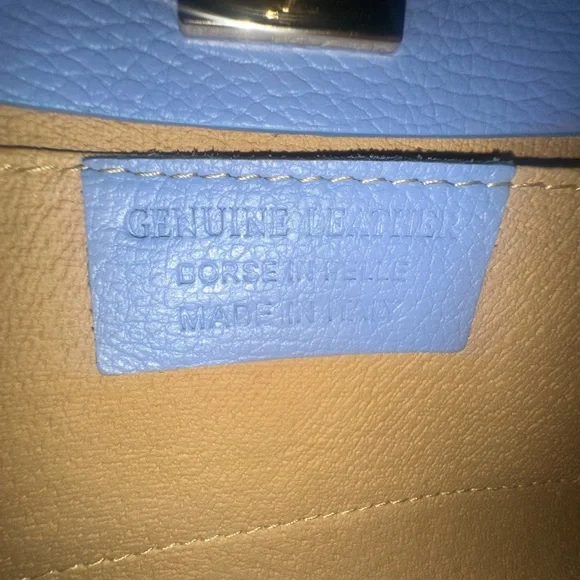 GENUINE LEATHER
BORSE IN PELLE
MADE IN ITALY